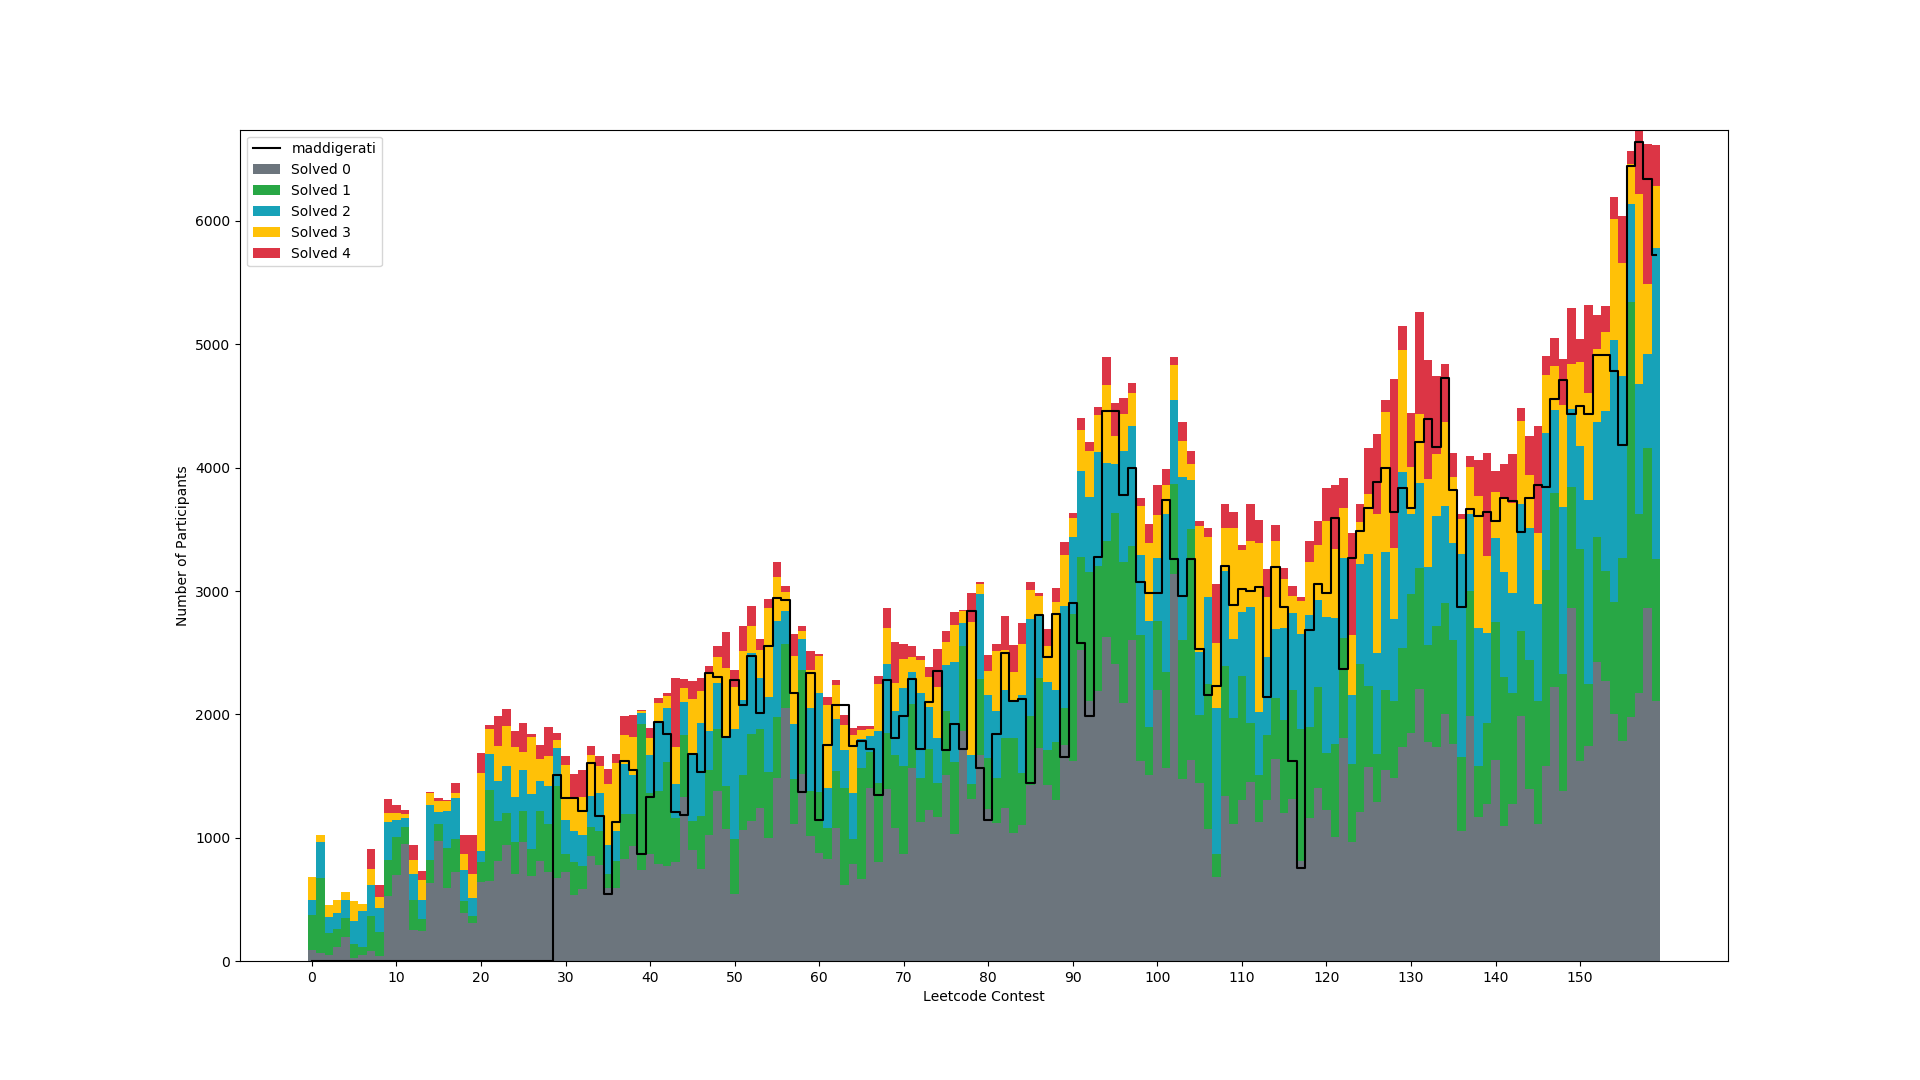 maddigerati
Solved 0
Solved 1
Solved 2
Solved 3
Solved 4
6000
5000
4000
3000
2000
1000
0
Number of Participants
0 10 20 30 40 50 60 70 80 90 100 110 120 130 140 150
Leetcode Contest